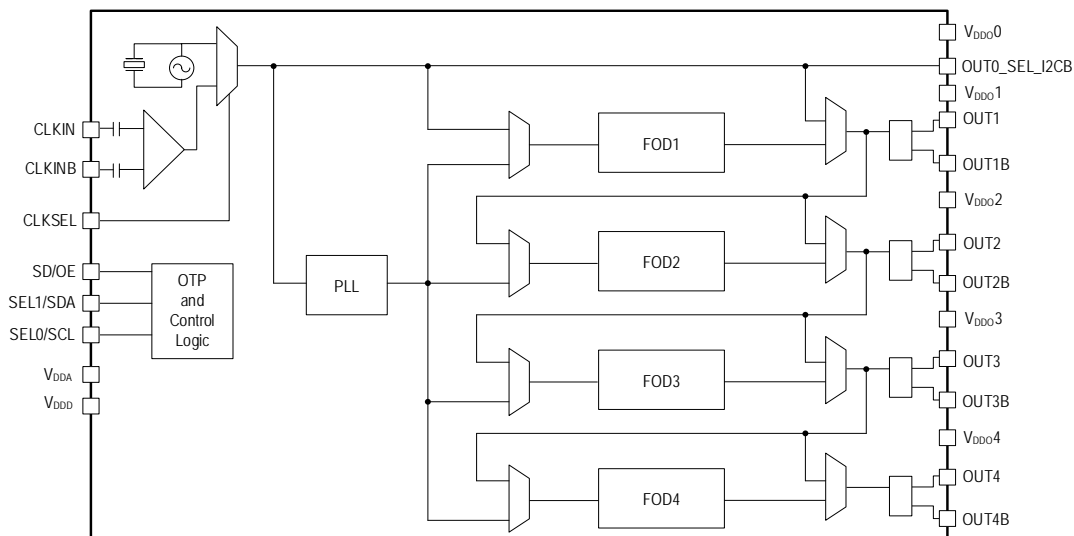 CLKIN
CLKINB
CLKSEL
SD/OE
SEL1/SDA
SEL0/SCL
VDDA
VDDD
OTP
and
Control
Logic
PLL
FOD1
FOD2
FOD3
FOD4
VDDO0
OUT0_SEL_I2CB
VDDO1
OUT1
OUT1B
VDDO2
OUT2
OUT2B
VDDO3
OUT3
OUT3B
VDDO4
OUT4
OUT4B